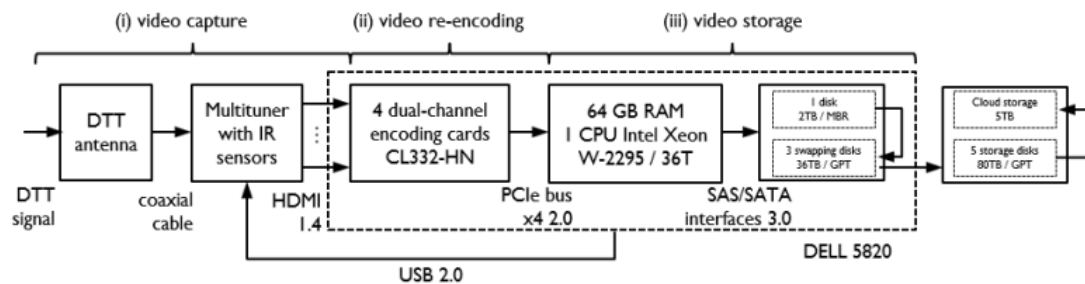 (i) video capture
(ii) video re-encoding
(iii) video storage
DTT
antenna
Multituner
with IR
sensors
⋮
4 dual-channel
encoding cards
CL332-HN
64 GB RAM
1 CPU Intel Xeon
W-2295 / 36T
1 disk
2TB / MBR
3 swapping disks
36TB / GPT
Cloud storage
5TB
5 storage disks
80TB / GPT
DTT
signal
coaxial
cable
HDMI
1.4
PCIe bus
x4 2.0
SAS/SATA
interfaces 3.0
DELL 5820
USB 2.0